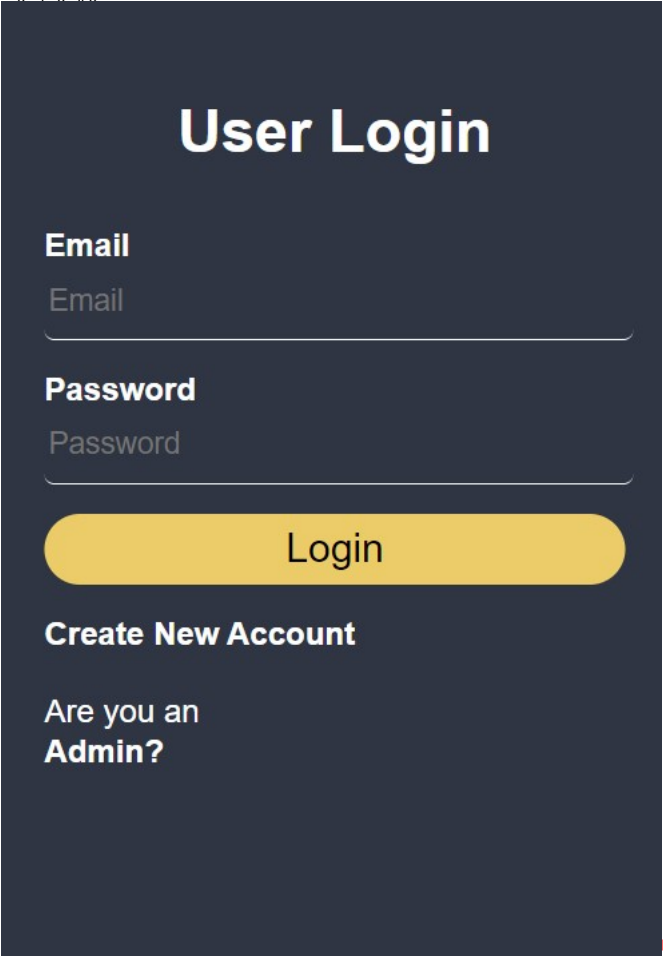 User Login
Email
Email
Password
Password
Login
Create New Account
Are you an
Admin?